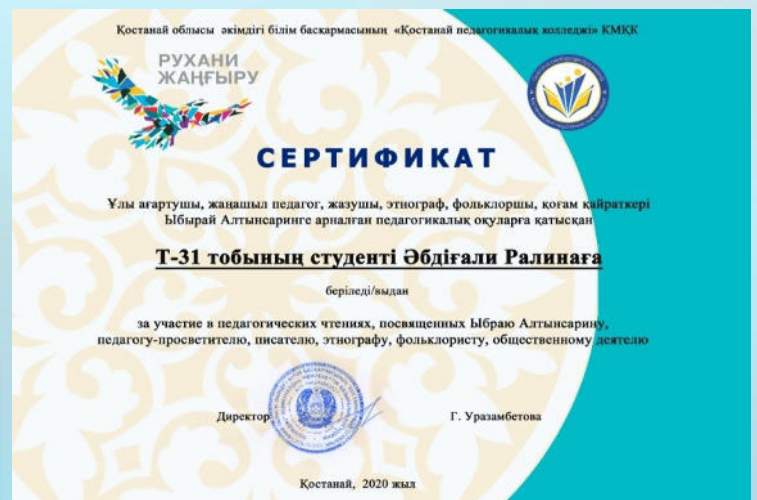 Қостанай облысы әкімдігі білім басқармасының «Қостанай педагогикалық колледжі» КМҚК
РУХАНИ
ЖАҢҒЫРУ
СЕРТИФИКАТ
Ұлы ағартушы, жаңашыл педагог, жазушы, этнограф, фольклоршы, қоғам қайраткері
Ыбырай Алтынсаринге арналған педагогикалық оқуларға қатысқан
Т-31 тобының студенті Әбдіғали Ралинаға
беріледі/выдан
за участие в педагогических чтениях, посвященных Ыбраю Алтынсарину,
педагогу-просветителю, писателю, этнографу, фольклористу, общественному деятелю
Директор Г. Уразамбетова
Қостанай, 2020 жыл